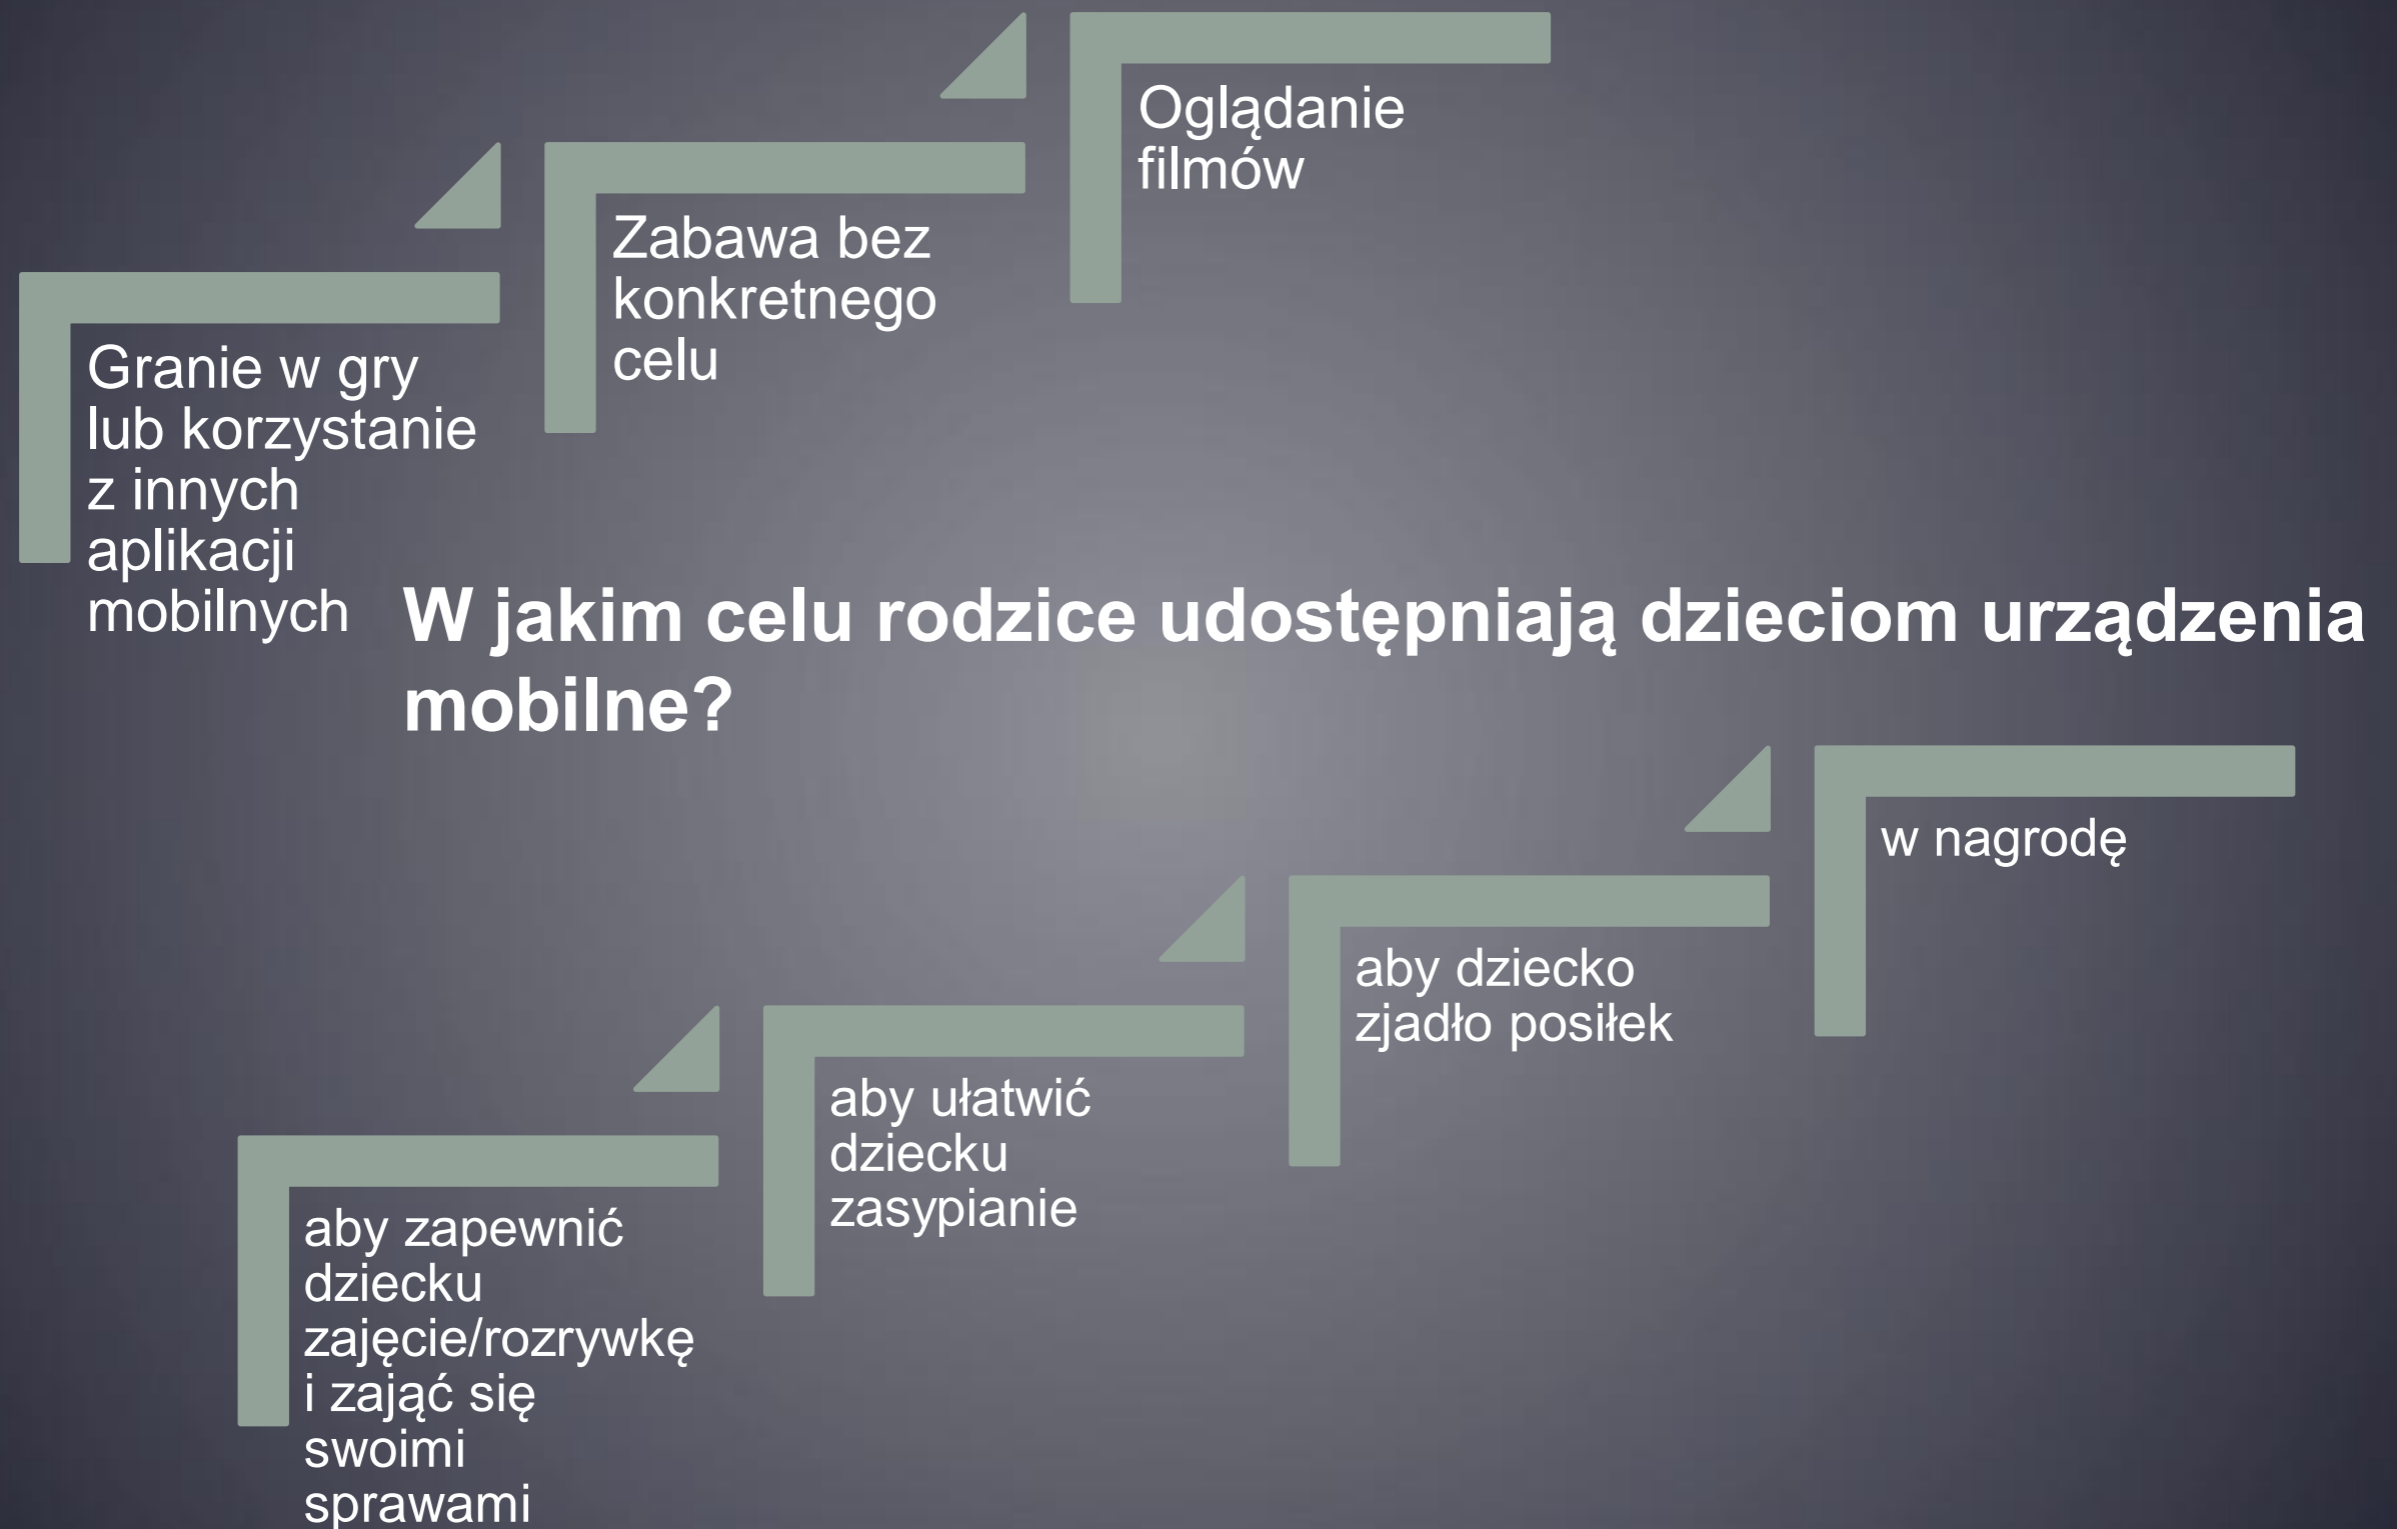 Granie w gry
lub korzystanie
z innych
aplikacji
mobilnych
Zabawa bez
konkretnego
celu
Oglądanie
filmów
W jakim celu rodzice udostępniają dzieciom urządzenia
mobilne?
aby zapewnić
dziecku
zajęcie/rozrywkę
i zająć się
swoimi
sprawami
aby ułatwić
dziecku
zasypianie
aby dziecko
zjadło posiłek
w nagrodę